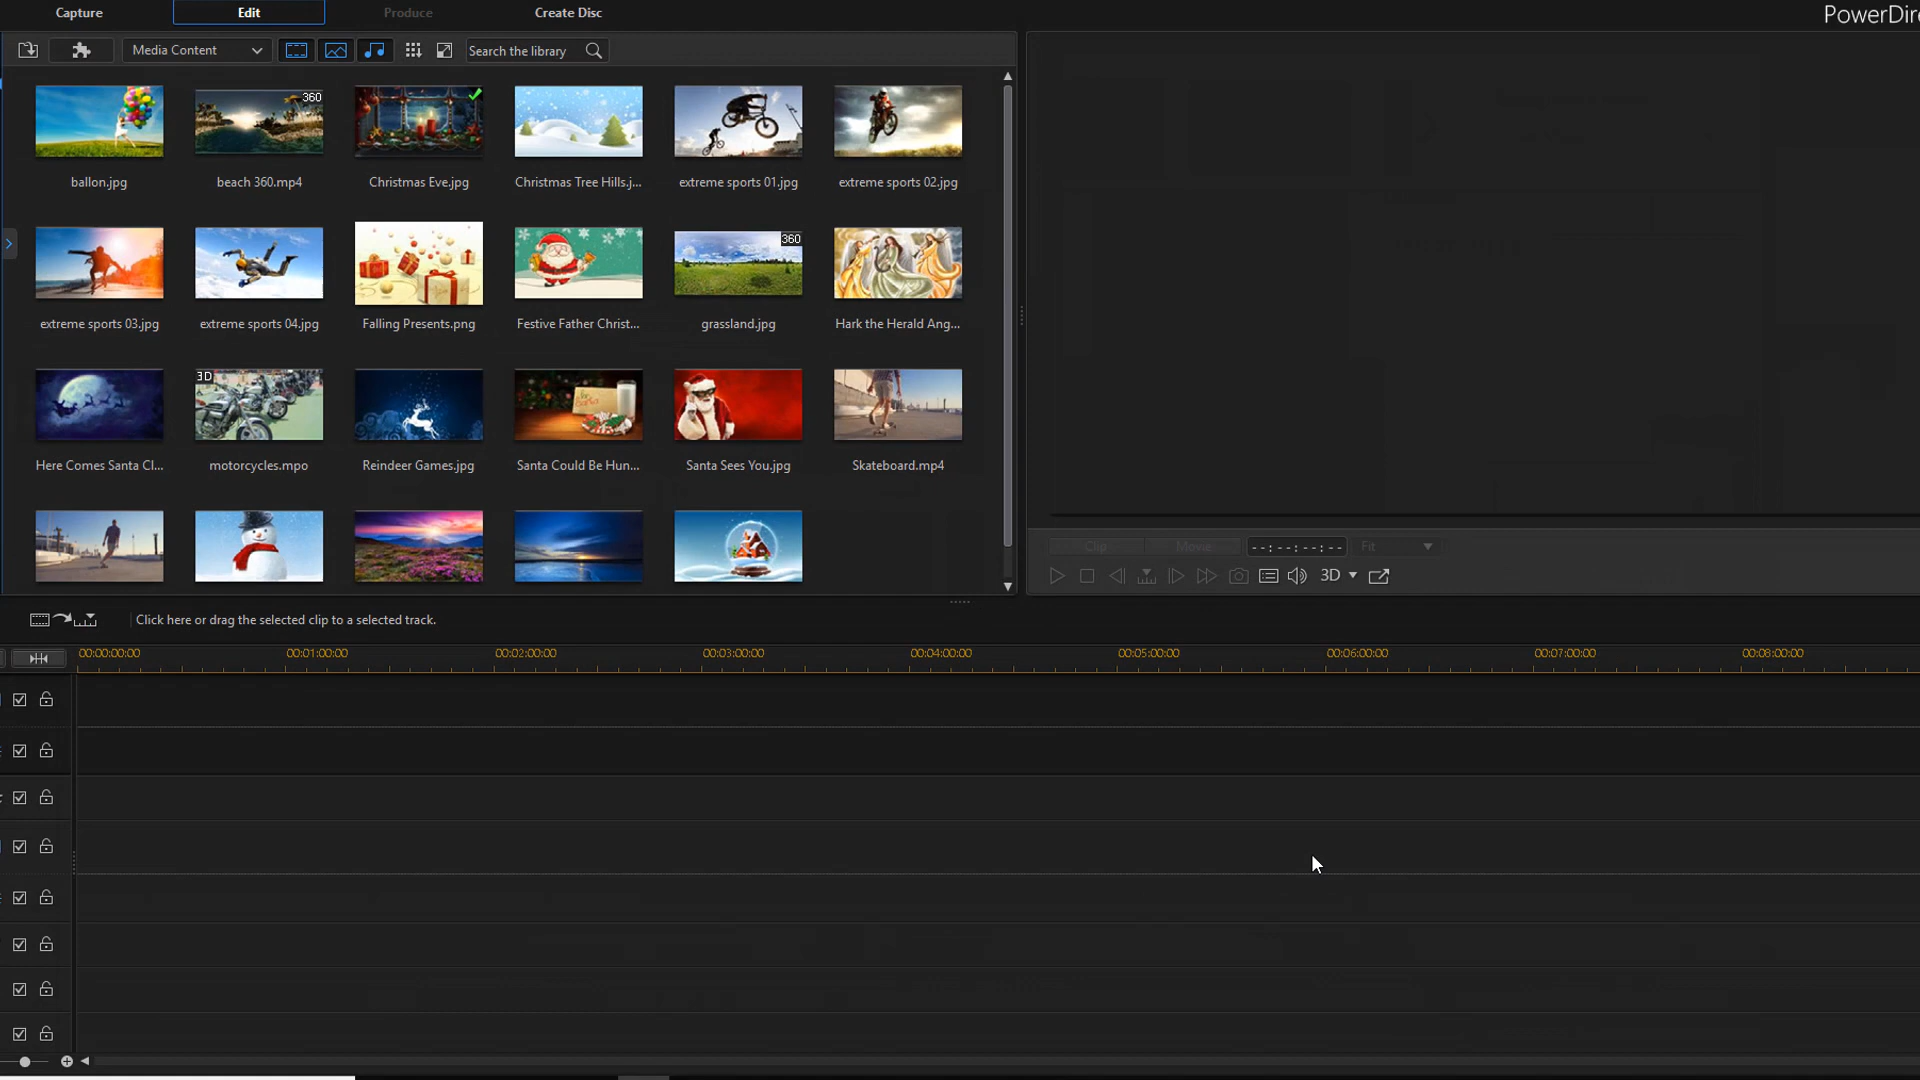 Capture
Edit
Produce
Create Disc
PowerDire
Media Content
Search the library
360
ballon.jpg
beach 360.mp4
Christmas Eve.jpg
Christmas Tree Hills.j...
extreme sports 01.jpg
extreme sports 02.jpg
360
extreme sports 03.jpg
extreme sports 04.jpg
Falling Presents.png
Festive Father Christ...
grassland.jpg
Hark the Herald Ang...
3D
Here Comes Santa Cl...
motorcycles.mpo
Reindeer Games.jpg
Santa Could Be Hun...
Santa Sees You.jpg
Skateboard.mp4
Clip
Movie
--:--:--:--
Fit
3D
Click here or drag the selected clip to a selected track.
00:00:00:00
00:01:00:00
00:02:00:00
00:03:00:00
00:04:00:00
00:05:00:00
00:06:00:00
00:07:00:00
00:08:00:00